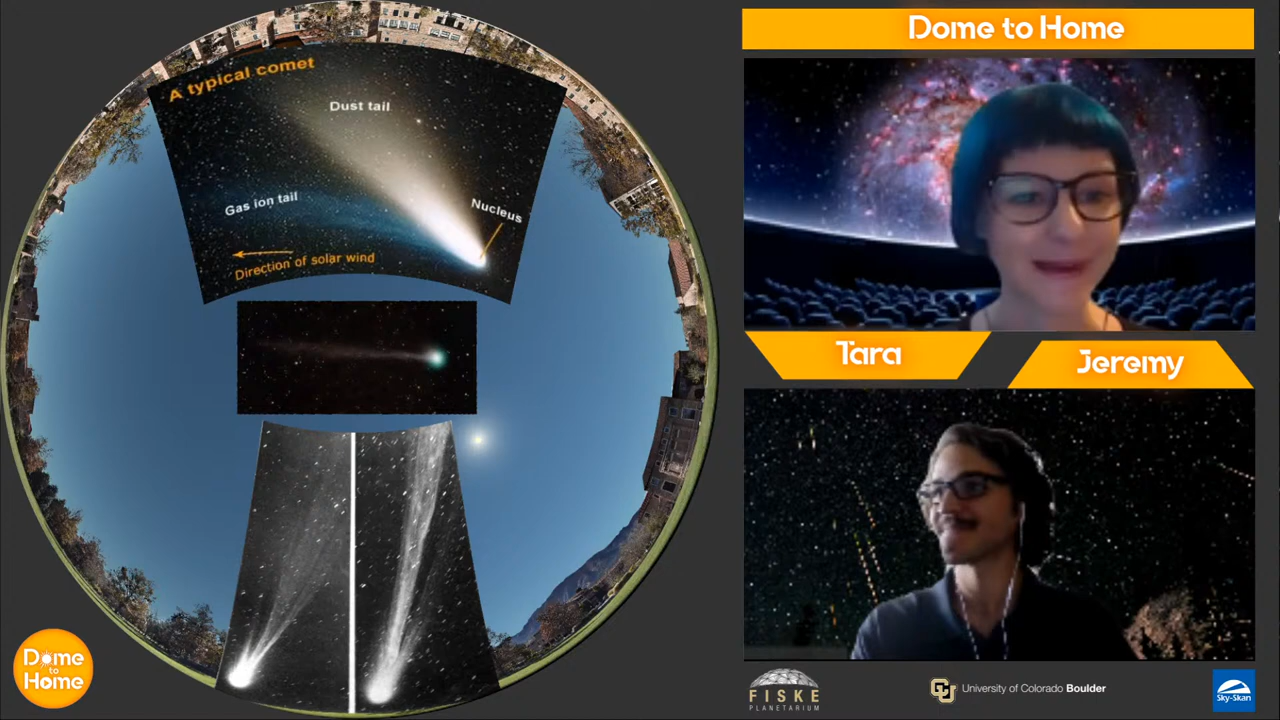 A typical comet
Dust tail
Gas ion tail
Nucleus
Direction of solar wind
Dome to Home
Tara
Jeremy
Dome
to
Home
FISKE
PLANETARIUM
CU
University of Colorado Boulder
Sky-Skan